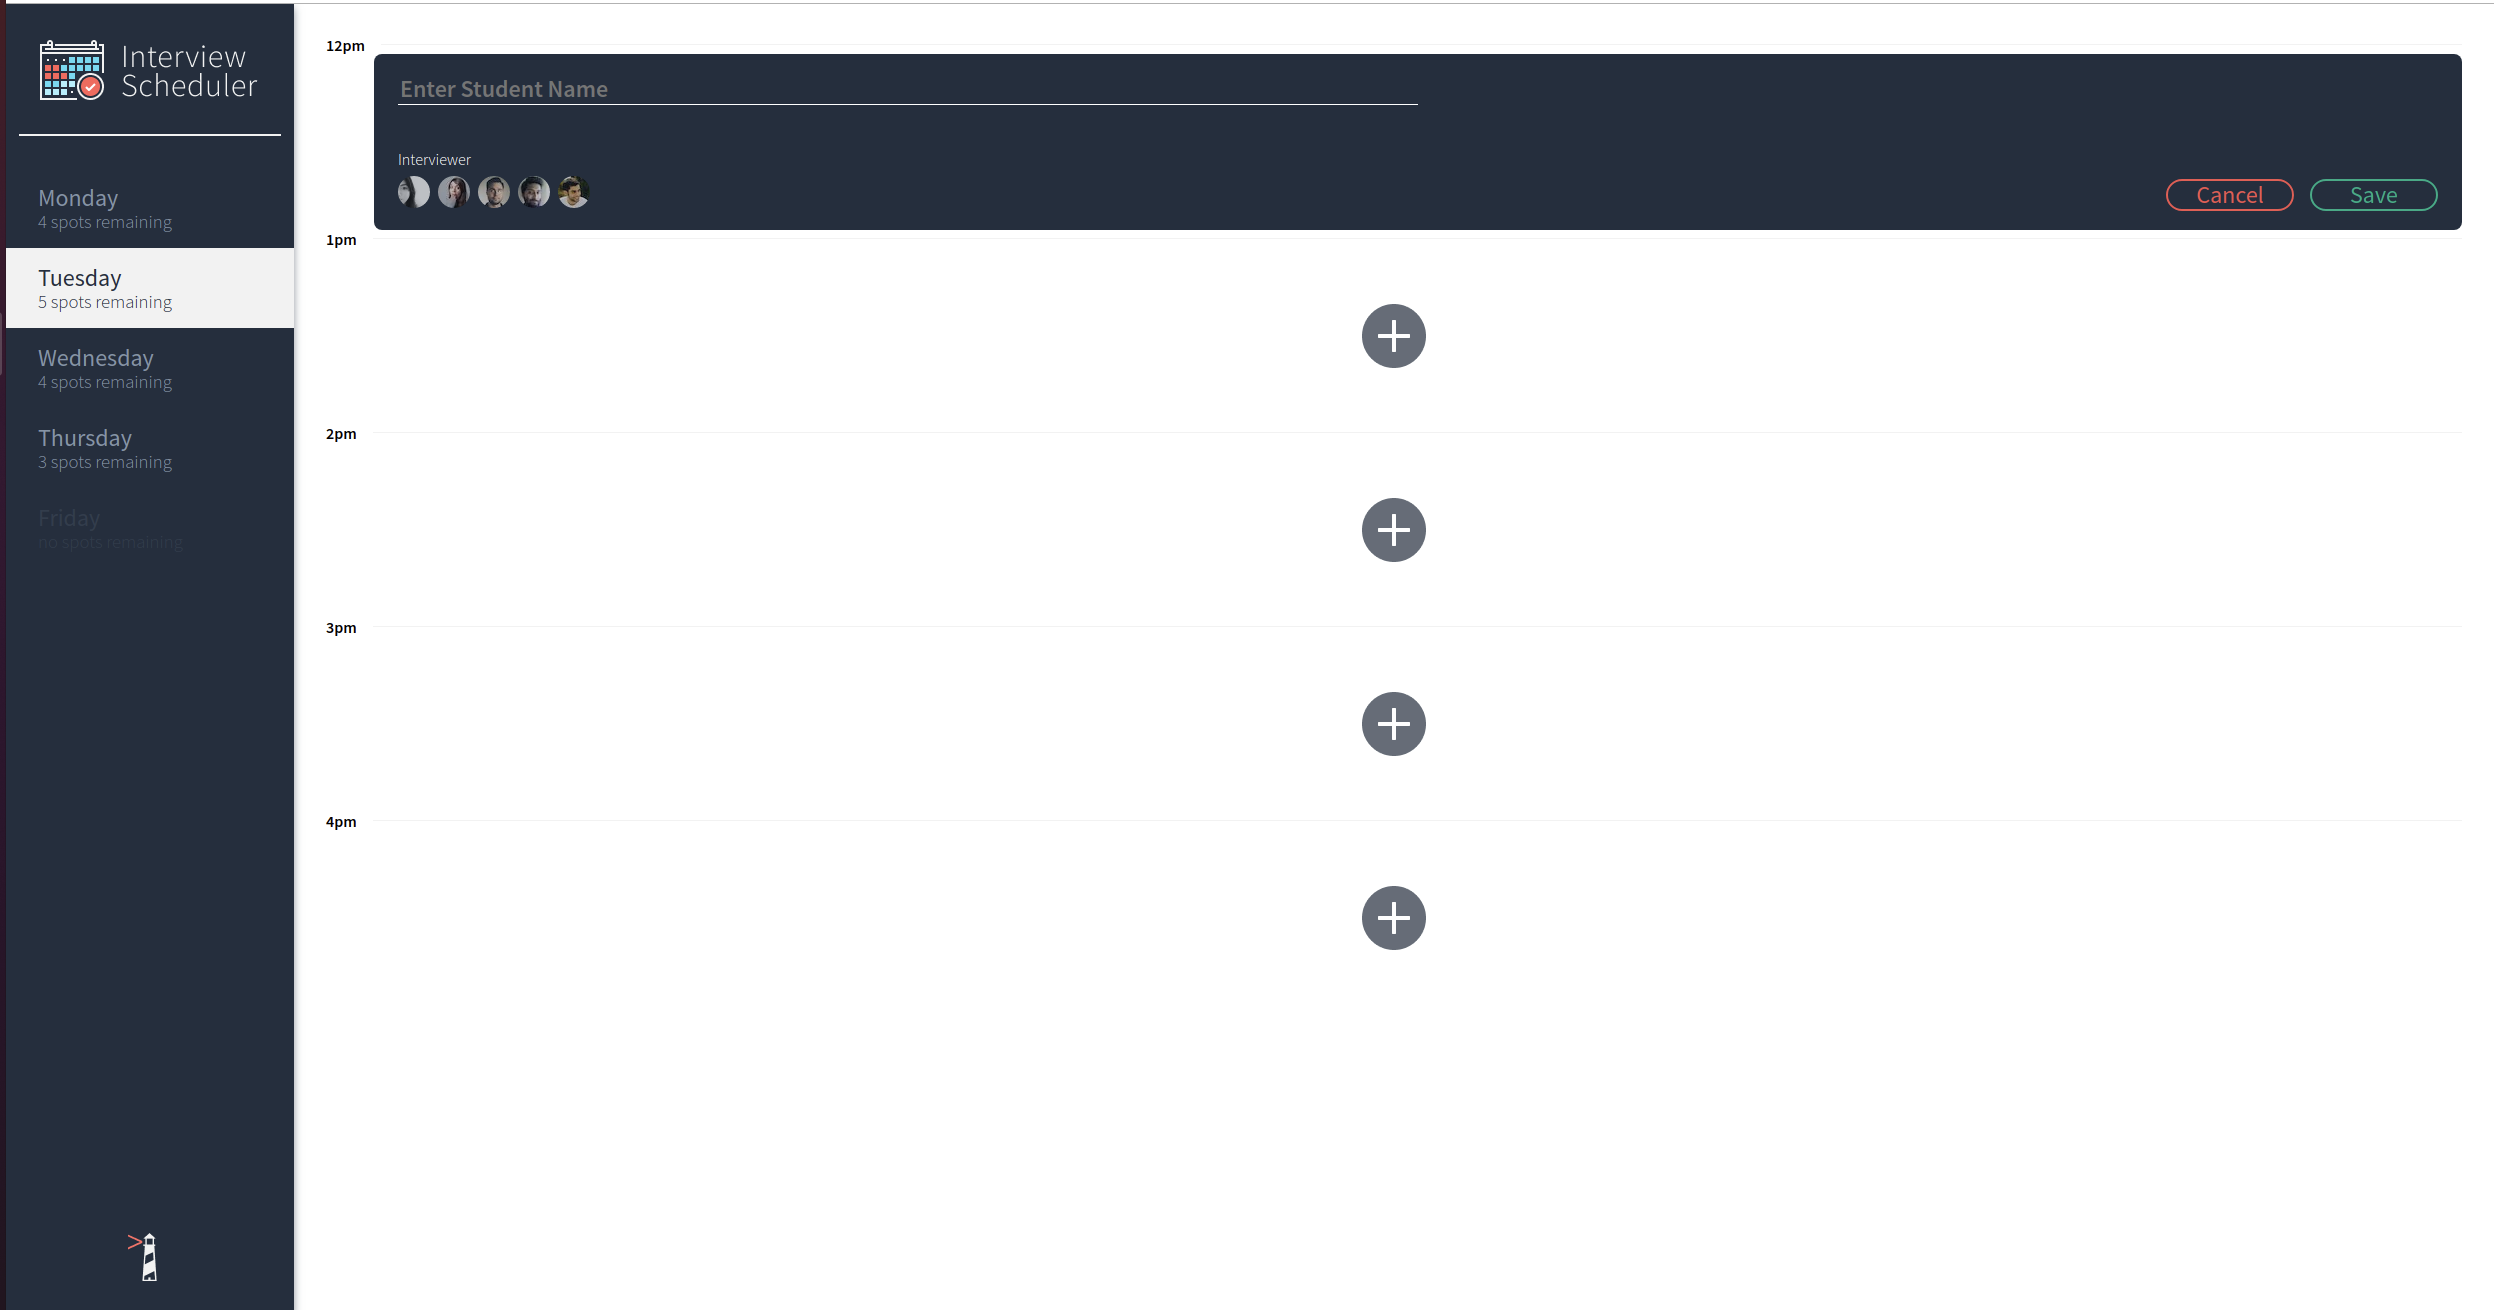 Interview
Scheduler
Monday
4 spots remaining
Tuesday
5 spots remaining
Wednesday
4 spots remaining
Thursday
3 spots remaining
Friday
no spots remaining
12pm
Enter Student Name
Interviewer
Cancel
Save
1pm
2pm
3pm
4pm